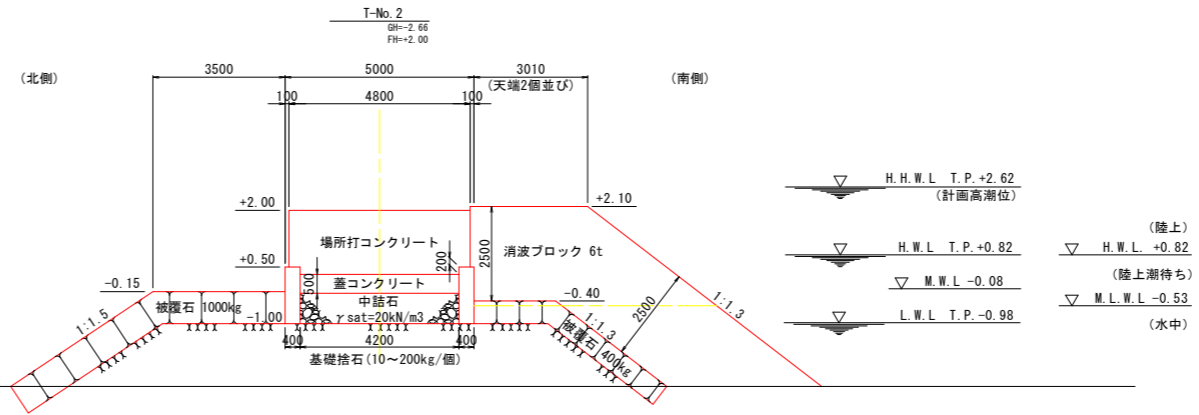 T-No.2
GH=-2.66
FH=+2.00
(北側)
3500
5000
3010
(南側)
(天端2個並び)
100
4800
100
H.H.W.L T.P.+2.62
(計画高潮位)
+2.00
+2.10
場所打コンクリート
消波ブロック 6t
2500
200
(陸上)
H.W.L T.P.+0.82
H.W.L. +0.82
+0.50
蓋コンクリート
500
(陸上潮待ち)
M.W.L -0.08
-0.15
-0.40
中詰石
M.L.W.L -0.53
被覆石 1000kg
γsat=20kN/m3
-1.00
L.W.L T.P.-0.98
(水中)
1:1.5
1:1.3
2500
1:1.3
被覆石 400kg
400
4200
400
基礎捨石(10～200kg/個)